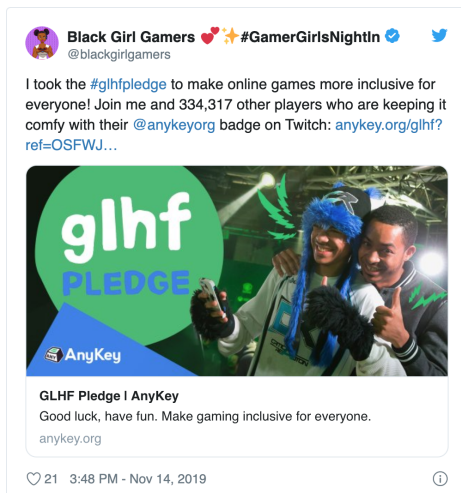 Black Girl Gamers 💕✨#GamerGirlsNightIn
@blackgirlgamers
I took the #glhfpledge to make online games more inclusive for
everyone! Join me and 334,317 other players who are keeping it
comfy with their @anykeyorg badge on Twitch: anykey.org/glhf?
ref=OSFWJ…
glhf
PLEDGE
AnyKey
GLHF Pledge | AnyKey
Good luck, have fun. Make gaming inclusive for everyone.
anykey.org
21 3:48 PM - Nov 14, 2019